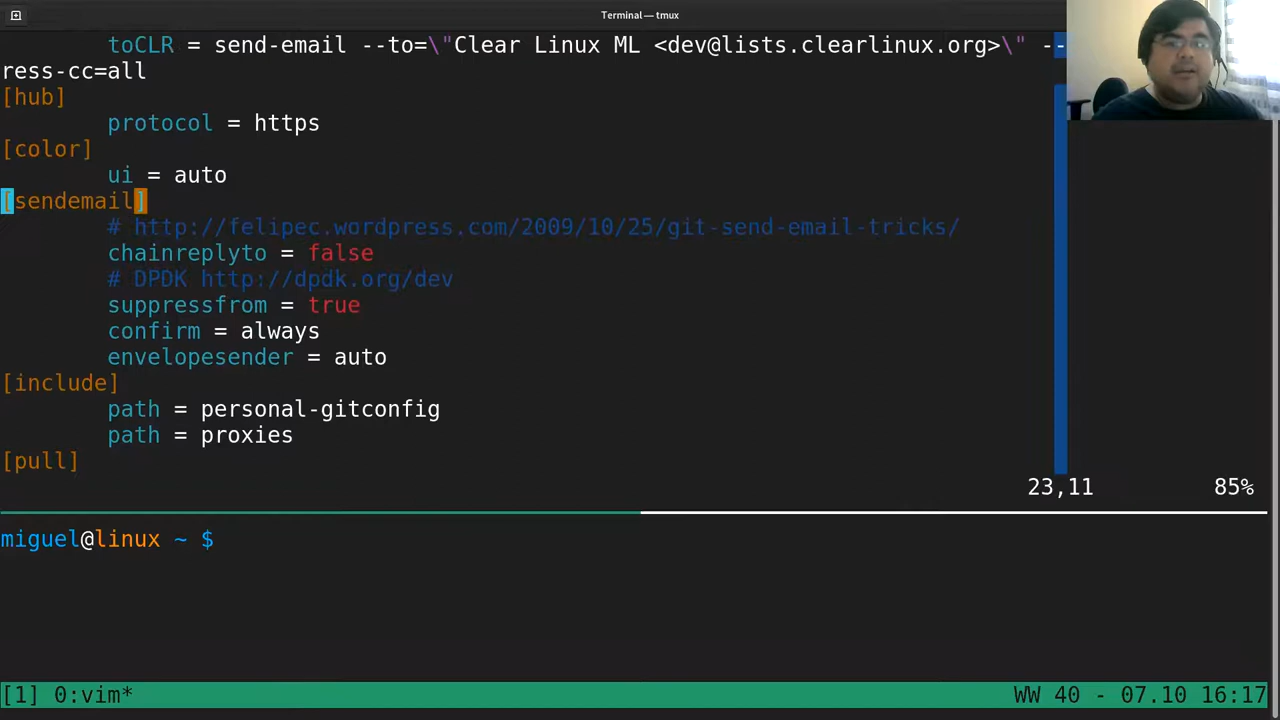 Terminal — tmux
toCLR = send-email --to=\"Clear Linux ML <dev@lists.clearlinux.org>\" --
ress-cc=all
[hub]
protocol = https
[color]
ui = auto
[sendemail]
# http://felipec.wordpress.com/2009/10/25/git-send-email-tricks/
chainreplyto = false
# DPDK http://dpdk.org/dev
suppressfrom = true
confirm = always
envelopesender = auto
[include]
path = personal-gitconfig
path = proxies
[pull]
23,11 85%
miguel@linux ~ $
[1] 0:vim* WW 40 - 07.10 16:17